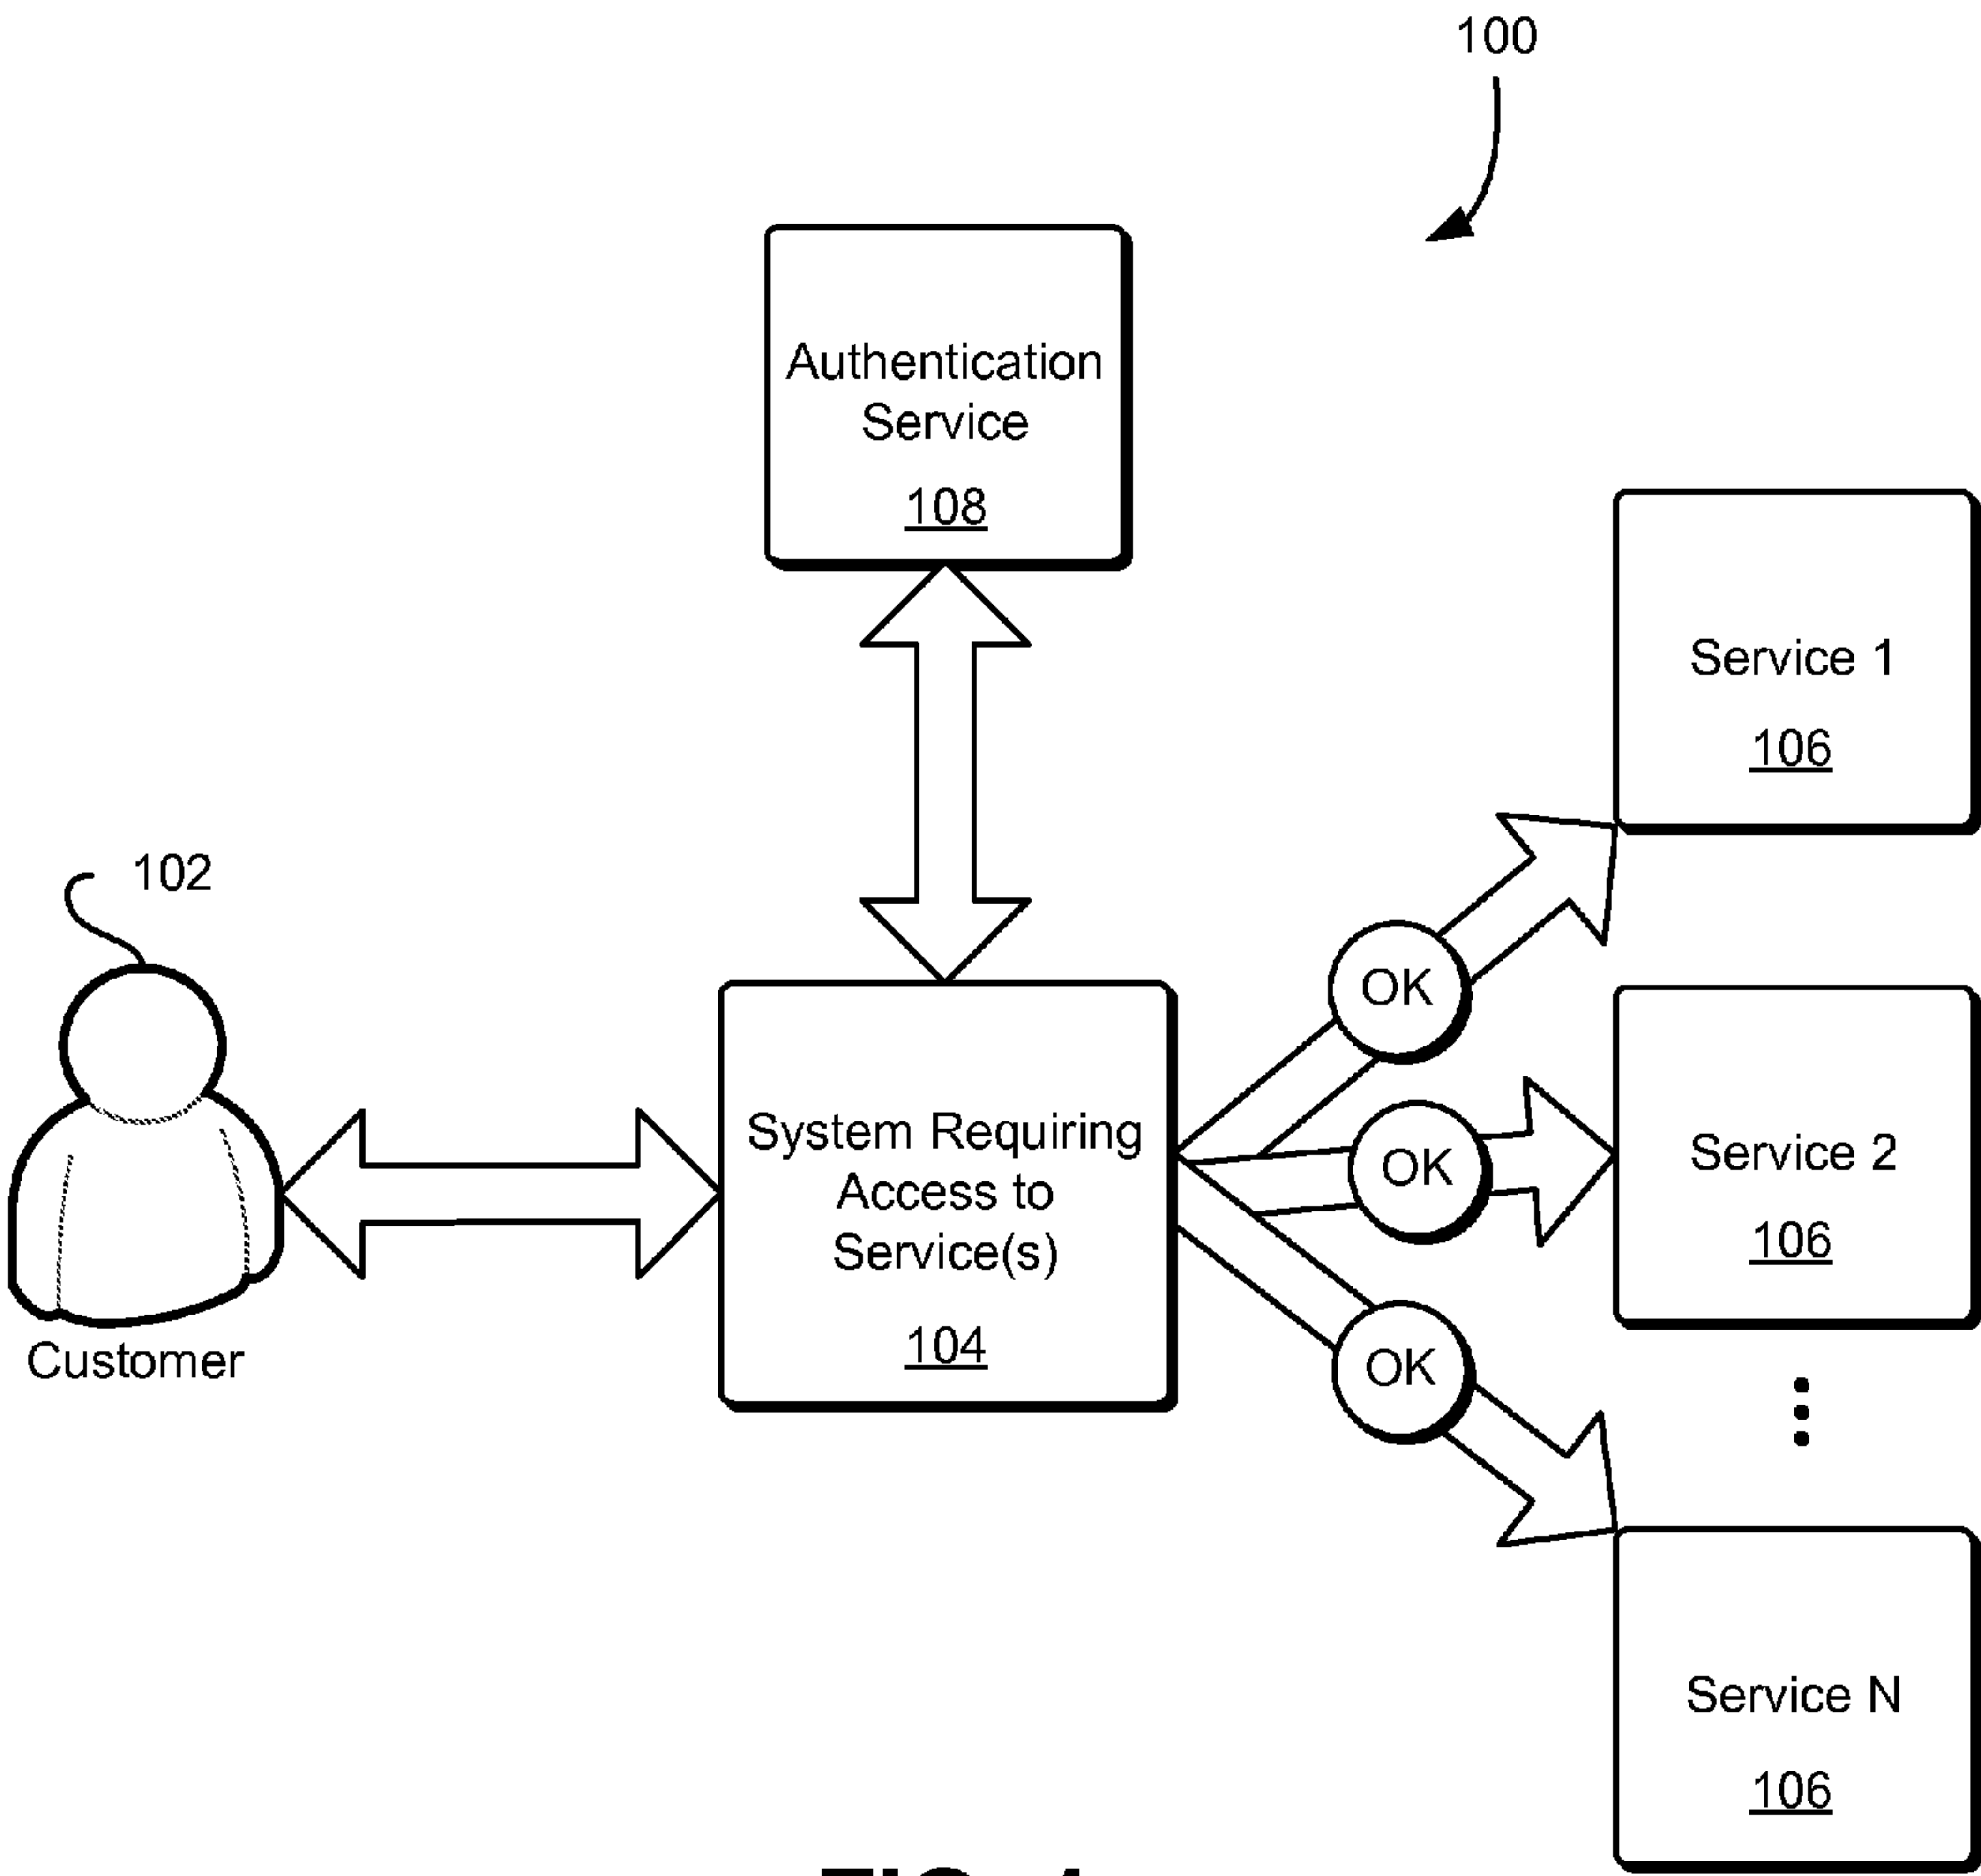 100
Authentication
Service
108
Service 1
106
102
OK
System Requiring
Access to
Service(s)
104
OK
Service 2
106
Customer
OK
Service N
106